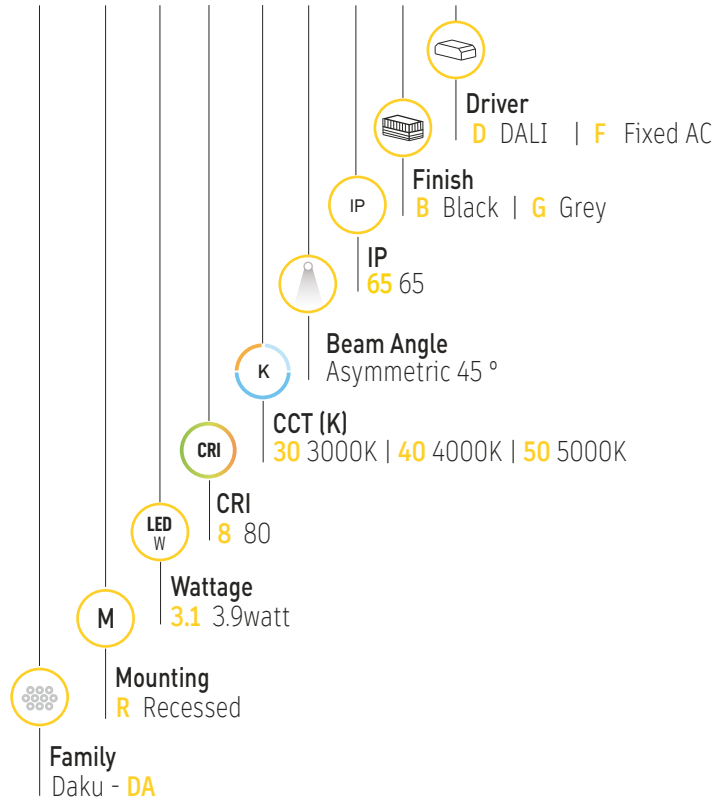 Driver
D DALI | F Fixed AC
Finish
B Black | G Grey
IP
IP
65 65
Beam Angle
Asymmetric 45 º
K
CCT (K)
30 3000K | 40 4000K | 50 5000K
CRI
CRI
8 80
LED
W
Wattage
3.1 3.9watt
M
Mounting
R Recessed
Family
Daku - DA